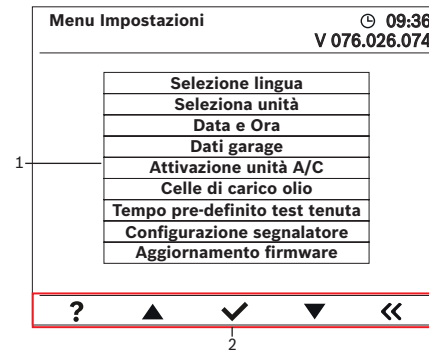 Menu Impostazioni
09:36
V 076.026.074
Selezione lingua
Seleziona unità
Data e Ora
Dati garage
1
Attivazione unità A/C
Celle di carico olio
Tempo pre-definito test tenuta
Configurazione segnalatore
Aggiornamento firmware
?
2